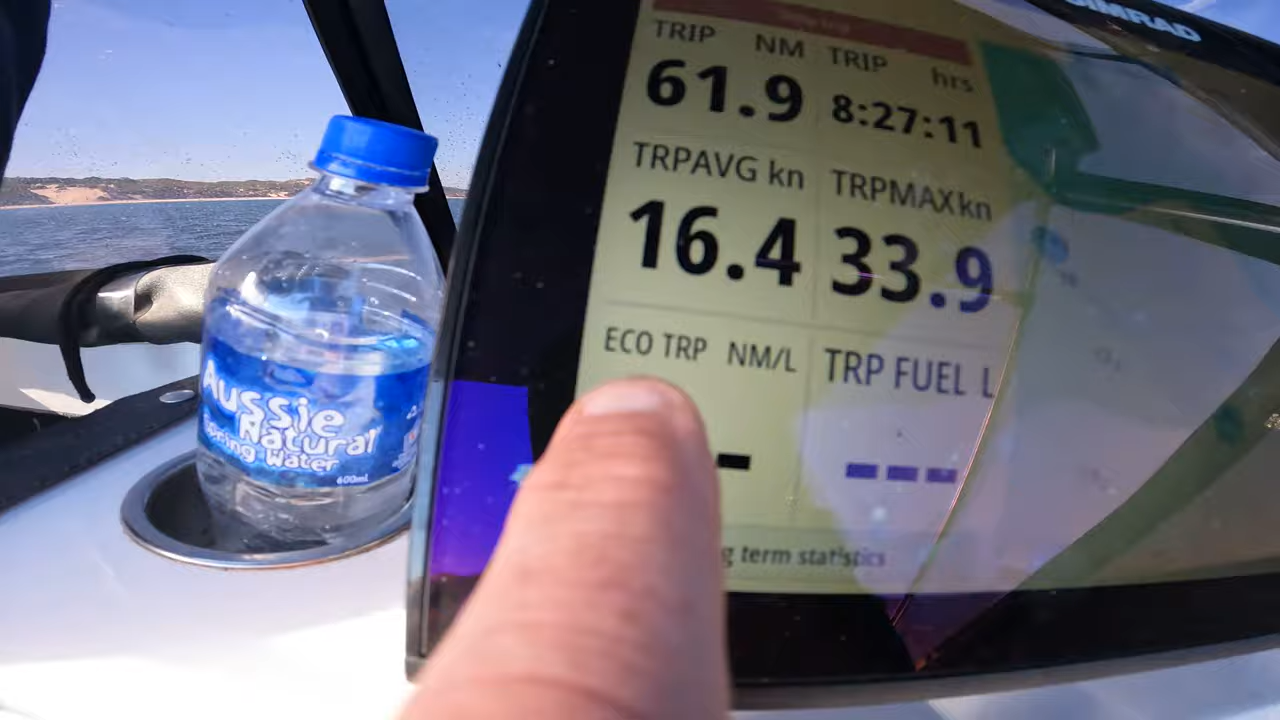 SIMRAD
TRIP NM TRIP hrs
61.9 8:27:11
TRPAVG kn TRPMAX kn
16.4 33.9
ECO TRP NM/L TRP FUEL L
- ---
term statistics
Aussie
Natural
Spring Water
600mL